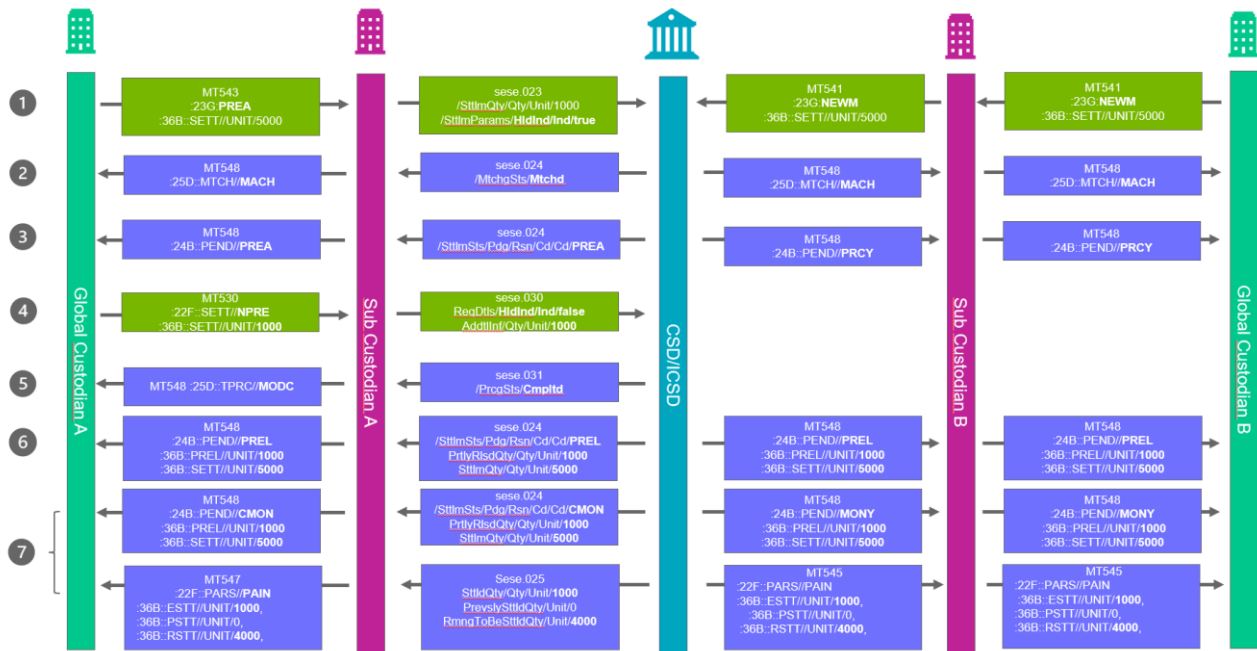 1
MT543
:23G:PREA
:36B::SETT//UNIT/5000
sese.023
/SttlmQty/Qty/Unit/1000
/SttlmParams/HldInd/Ind/true
MT541
:23G:NEWM
:36B::SETT//UNIT/5000
MT541
:23G:NEWM
:36B::SETT//UNIT/5000
2
MT548
:25D::MTCH//MACH
sese.024
/MtchgSts/Mtchd
MT548
:25D::MTCH//MACH
MT548
:25D::MTCH//MACH
3
MT548
:24B::PEND//PREA
sese.024
/SttlmSts/Pdg/Rsn/Cd/Cd/PREA
MT548
:24B::PEND//PRCY
MT548
:24B::PEND//PRCY
Global Custodian A
Sub Custodian A
CSD/ICSD
Sub Custodian B
Global Custodian B
4
MT530
:22F::SETT//NPRE
:36B::SETT//UNIT/1000
sese.030
ReqDtls/HldInd/Ind/false
AddtlInf/Qty/Unit/1000
5
MT548 :25D::TPRC//MODC
sese.031
/PrcgSts/Cmpltd
6
MT548
:24B::PEND//PREL
:36B::PREL//UNIT/1000
:36B::SETT//UNIT/5000
sese.024
/SttlmSts/Pdg/Rsn/Cd/Cd/PREL
PrtlyRlsdQty/Qty/Unit/1000
SttlmQty/Qty/Unit/5000
MT548
:24B::PEND//PREL
:36B::PREL//UNIT/1000
:36B::SETT//UNIT/5000
MT548
:24B::PEND//PREL
:36B::PREL//UNIT/1000
:36B::SETT//UNIT/5000
7
MT548
:24B::PEND//CMON
:36B::PREL//UNIT/1000
:36B::SETT//UNIT/5000
sese.024
/SttlmSts/Pdg/Rsn/Cd/Cd/CMON
PrtlyRlsdQty/Qty/Unit/1000
SttlmQty/Qty/Unit/5000
MT548
:24B::PEND//MONY
:36B::PREL//UNIT/1000
:36B::SETT//UNIT/5000
MT548
:24B::PEND//MONY
:36B::PREL//UNIT/1000
:36B::SETT//UNIT/5000
MT547
:22F::PARS//PAIN
:36B::ESTT//UNIT/1000,
:36B::PSTT//UNIT/0,
:36B::RSTT//UNIT/4000,
Sese.025
SttldQty/Qty/Unit/1000
PrevslySttldQty/Unit/0
RmngToBeSttldQty/Unit/4000
MT545
:22F::PARS//PAIN
:36B::ESTT//UNIT/1000,
:36B::PSTT//UNIT/0,
:36B::RSTT//UNIT/4000,
MT545
:22F::PARS//PAIN
:36B::ESTT//UNIT/1000,
:36B::PSTT//UNIT/0,
:36B::RSTT//UNIT/4000,